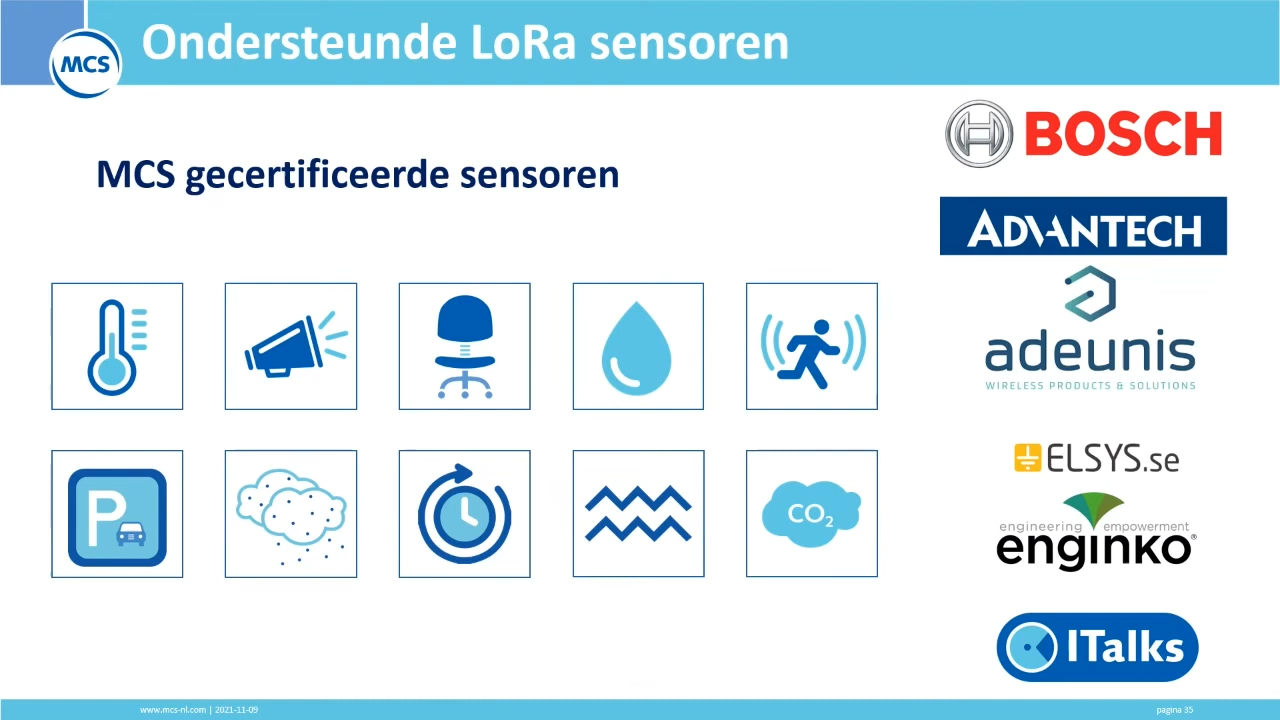 MCS
Ondersteunde LoRa sensoren
MCS gecertificeerde sensoren
BOSCH
ADVANTECH
adeunis
WIRELESS PRODUCTS & SOLUTIONS
P
CO₂
ELSYS.se
engineering empowerment
enginko®
ITalks
www.mcs-nl.com | 2021-11-09
pagina 35